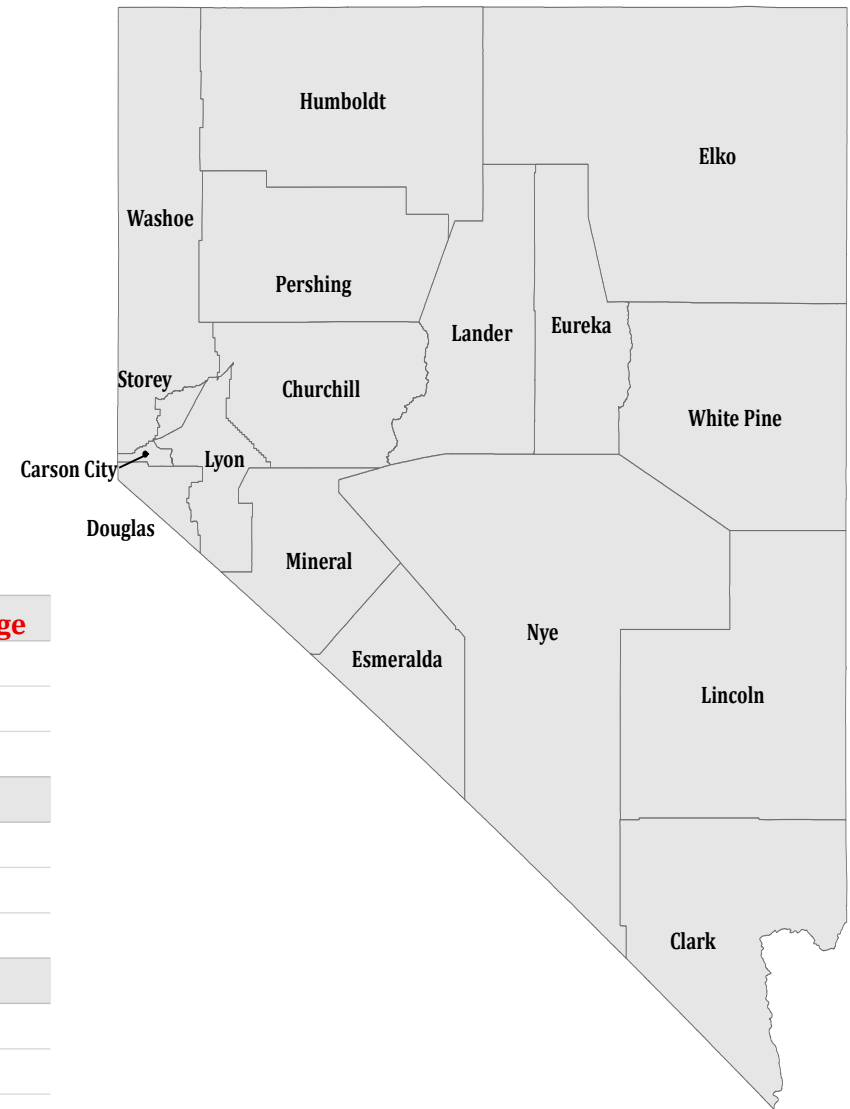 Humboldt
Elko
Washoe
Pershing
Lander
Eureka
Storey
Churchill
White Pine
Lyon
Carson City
Douglas
Mineral
Nye
Esmeralda
Lincoln
Clark